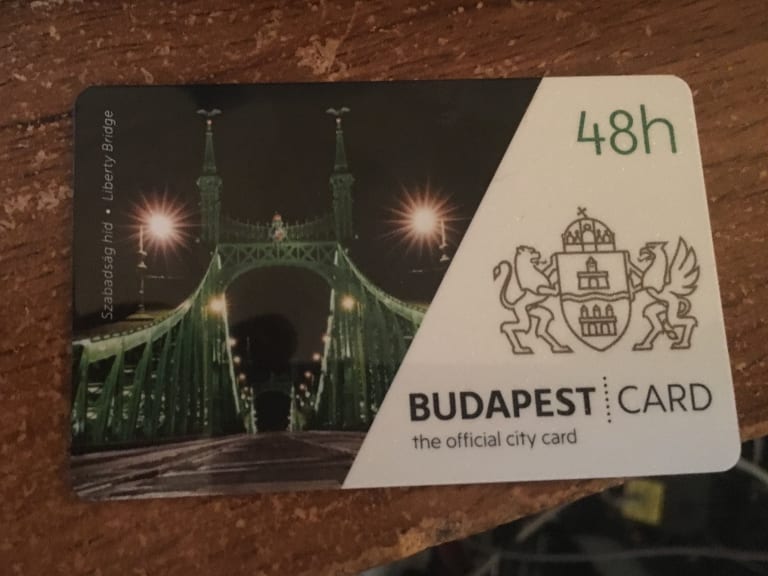 Szabadság híd • Liberty Bridge
48h
BUDAPEST CARD
the official city card